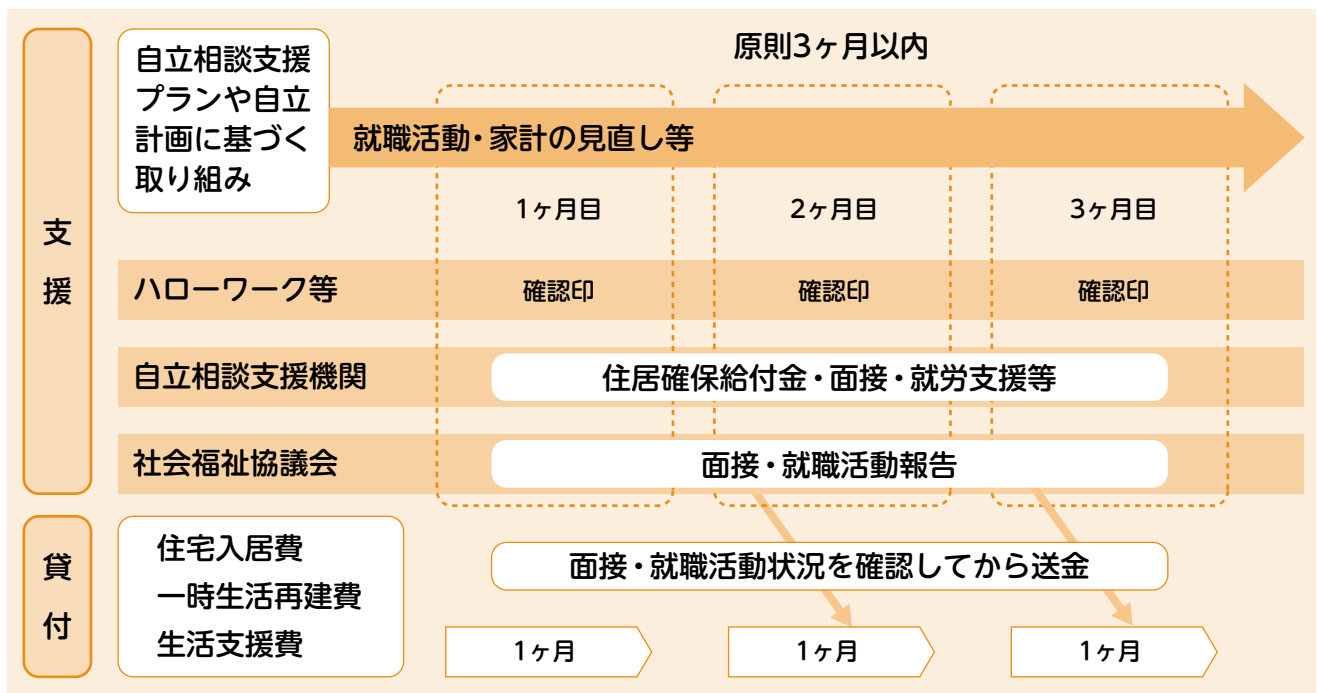 支援
自立相談支援
プランや自立
計画に基づく
取り組み
原則3ヶ月以内
就職活動・家計の見直し等
1ヶ月目
2ヶ月目
3ヶ月目
ハローワーク等
確認印
確認印
確認印
自立相談支援機関
住居確保給付金・面接・就労支援等
社会福祉協議会
面接・就職活動報告
貸付
住宅入居費
一時生活再建費
生活支援費
面接・就職活動状況を確認してから送金
1ヶ月
1ヶ月
1ヶ月